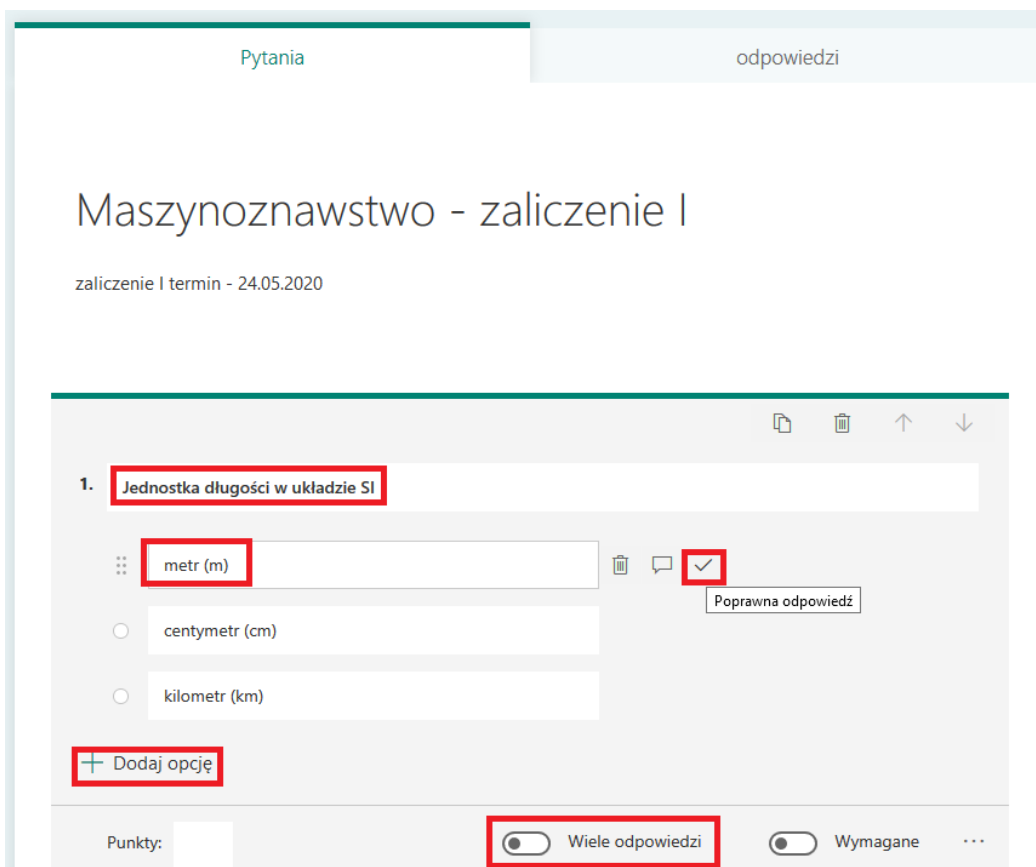 Pytania odpowiedzi
Maszynoznawstwo - zaliczenie I
zaliczenie I termin - 24.05.2020
1. Jednostka długości w układzie SI
metr (m)
Poprawna odpowiedź
centymetr (cm)
kilometr (km)
Dodaj opcję
Punkty: Wiele odpowiedzi Wymagane